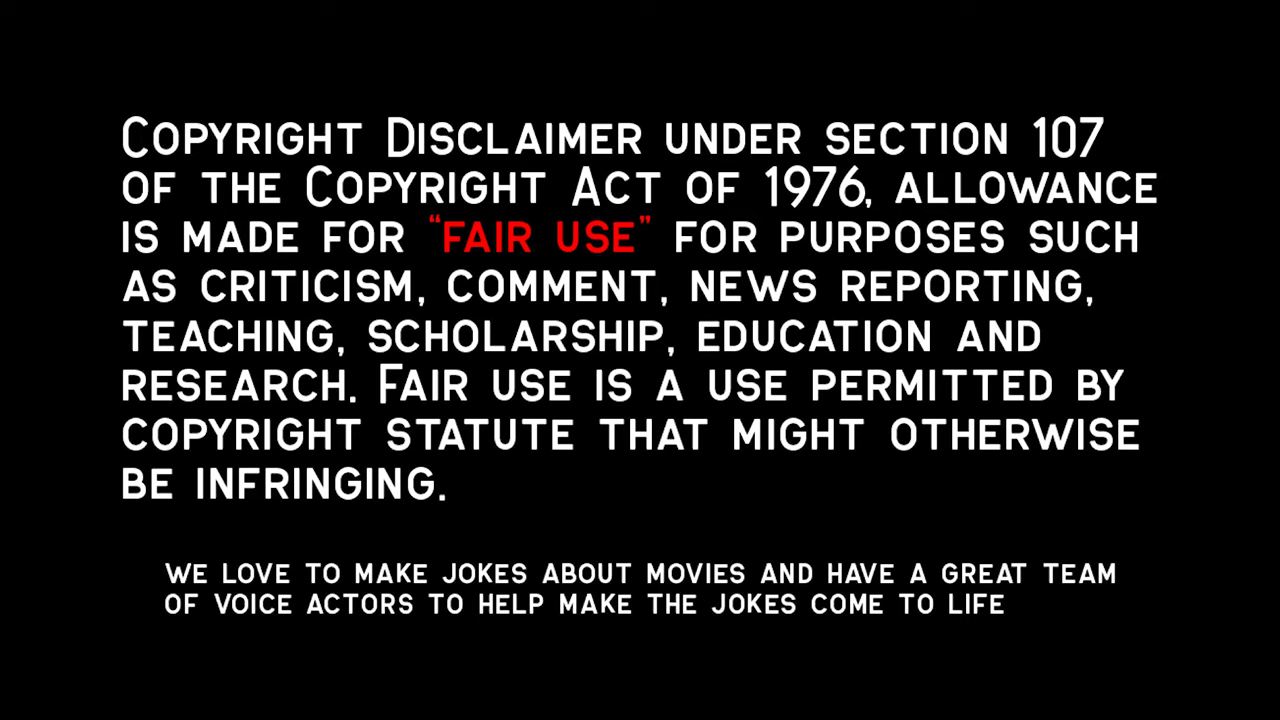 Copyright Disclaimer under section 107
of the Copyright Act of 1976, allowance
is made for “fair use” for purposes such
as criticism, comment, news reporting,
teaching, scholarship, education and
research. Fair use is a use permitted by
copyright statute that might otherwise
be infringing.
we love to make jokes about movies and have a great team
of voice actors to help make the jokes come to life